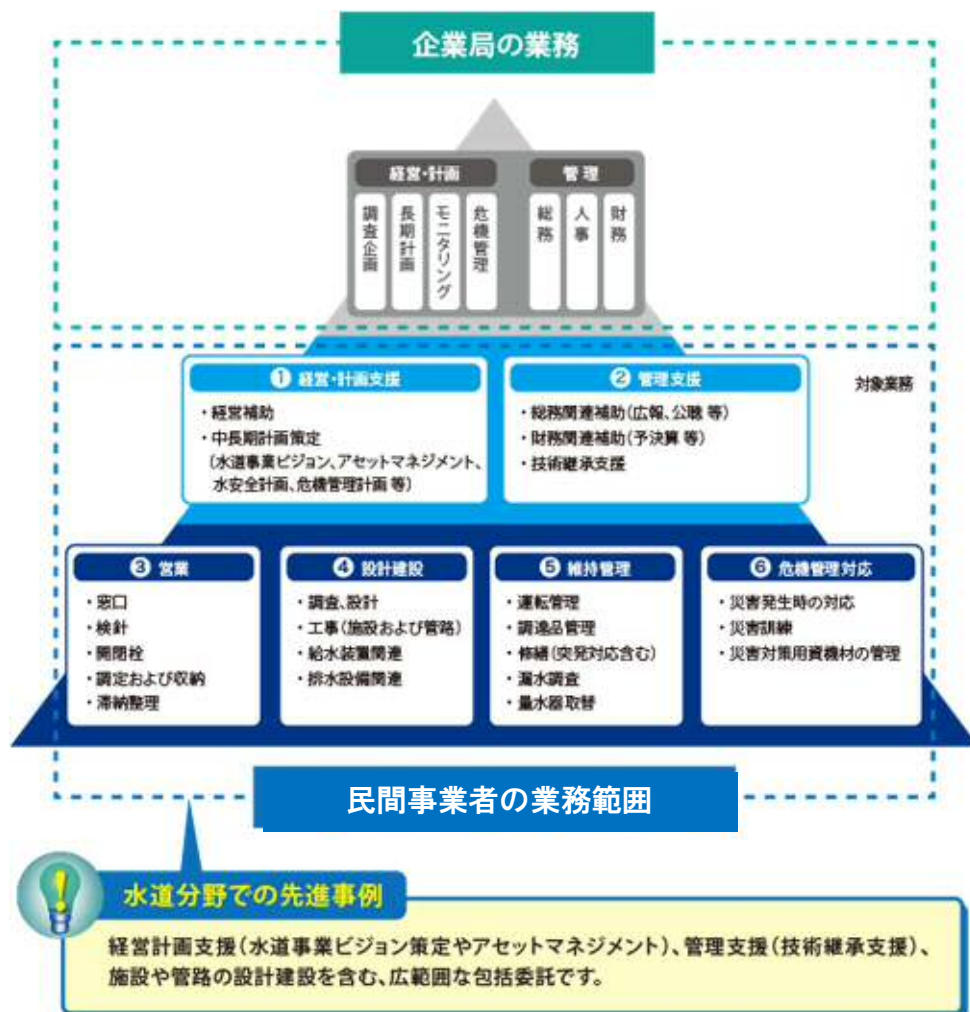 企業局の業務
経営・計画
管理
調査企画
長期計画
モニタリング
危機管理
総務
人事
財務
対象業務
① 経営・計画支援
・経営補助
・中長期計画策定
(水道事業ビジョン、アセットマネジメント、
水安全計画、危機管理計画 等)
② 管理支援
・総務関連補助(広報、公聴 等)
・財務関連補助(予決算 等)
・技術継承支援
③ 営業
・窓口
・検針
・開閉栓
・調定および収納
・滞納整理
④ 設計建設
・調査、設計
・工事(施設および管路)
・給水装置関連
・排水設備関連
⑤ 維持管理
・運転管理
・調達品管理
・修繕(突発対応含む)
・漏水調査
・量水器取替
⑥ 危機管理対応
・災害発生時の対応
・災害訓練
・災害対策用資機材の管理
民間事業者の業務範囲
水道分野での先進事例
経営計画支援(水道事業ビジョン策定やアセットマネジメント)、管理支援(技術継承支援)、
施設や管路の設計建設を含む、広範囲な包括委託です。